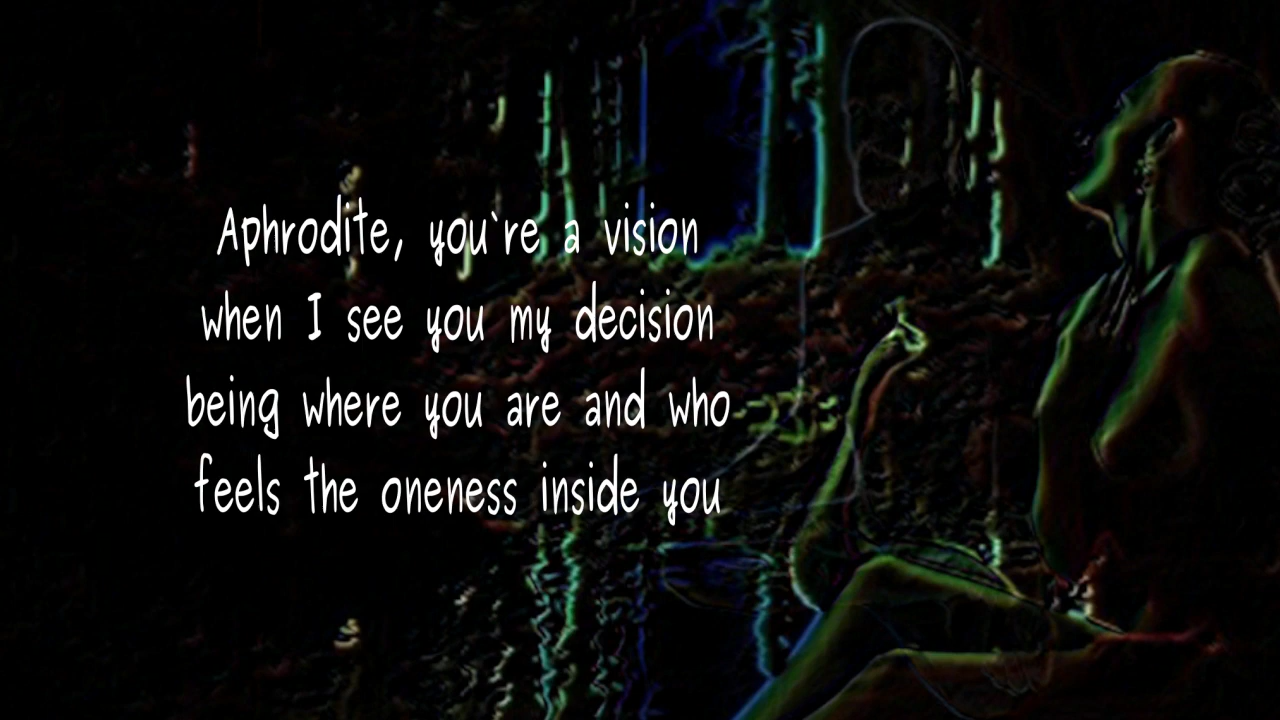 Aphrodite, you`re a vision
when I see you my decision
being where you are and who
feels the oneness inside you